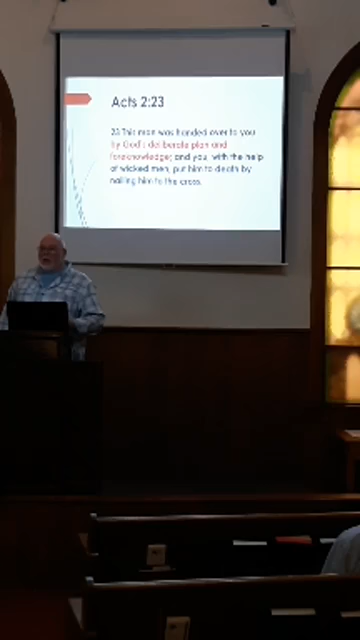 Acts 2:23
23 This man was handed over to you
by God's deliberate plan and
foreknowledge; and you, with the help
of wicked men, put him to death by
nailing him to the cross.